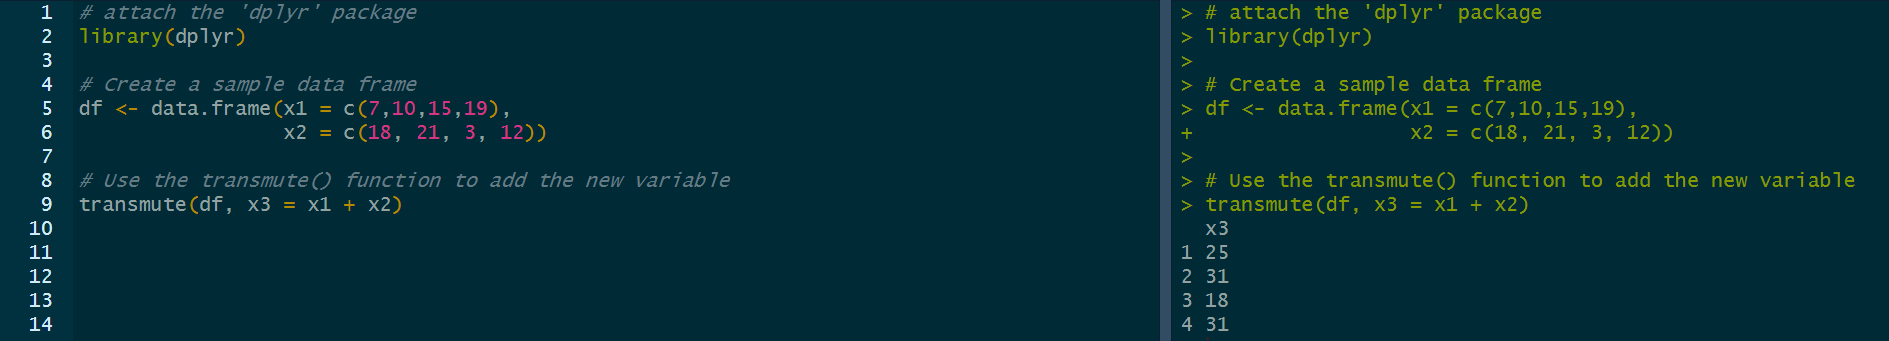 1 # attach the 'dplyr' package
2 library(dplyr)
3
4 # Create a sample data frame
5 df <- data.frame(x1 = c(7,10,15,19),
6                  x2 = c(18, 21, 3, 12))
7
8 # Use the transmute() function to add the new variable
9 transmute(df, x3 = x1 + x2)
10
11
12
13
14
> # attach the 'dplyr' package
> library(dplyr)
>
> # Create a sample data frame
> df <- data.frame(x1 = c(7,10,15,19),
+                  x2 = c(18, 21, 3, 12))
>
> # Use the transmute() function to add the new variable
> transmute(df, x3 = x1 + x2)
  x3
1 25
2 31
3 18
4 31